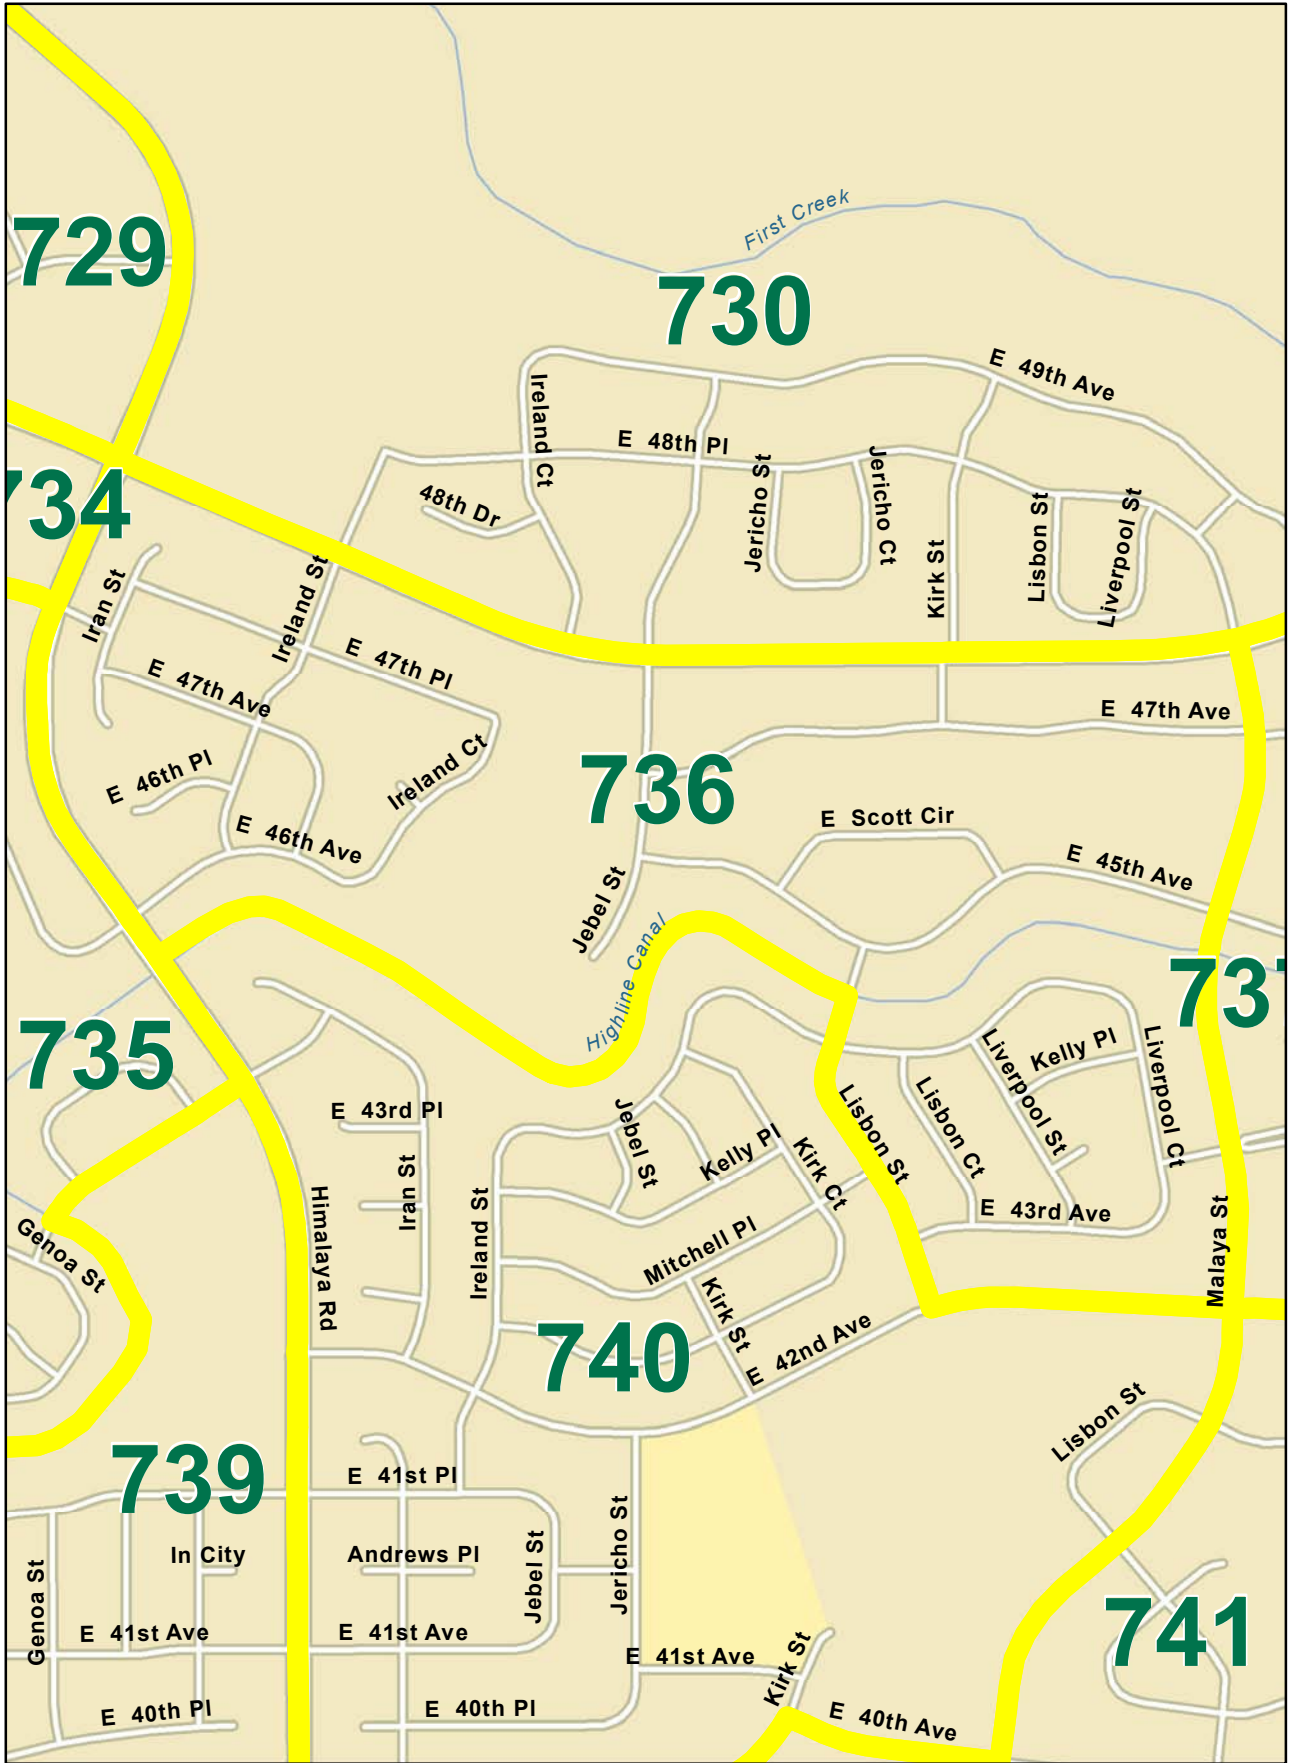 First Creek
729
730
E 49th Ave
Ireland Ct
E 48th Pl
Jericho St
Jericho Ct
734
48th Dr
Lisbon St
Liverpool St
Kirk St
Iran St
Ireland St
E 47th Pl
E 47th Ave
E 47th Ave
E 46th Pl
Ireland Ct
736
E 46th Ave
E Scott Cir
E 45th Ave
Jebel St
Highline Canal
737
735
Kelly Pl
Liverpool St
Liverpool Ct
E 43rd Pl
Jebel St
Lisbon St
Lisbon Ct
Kelly Pl
Kirk Ct
Iran St
Ireland St
Himalaya Rd
E 43rd Ave
Mitchell Pl
Malaya St
Genoa St
Kirk St
740
E 42nd Ave
Lisbon St
739
E 41st Pl
Jericho St
In City
Andrews Pl
Jebel St
Genoa St
741
E 41st Ave
E 41st Ave
E 41st Ave
Kirk St
E 40th Pl
E 40th Pl
E 40th Ave